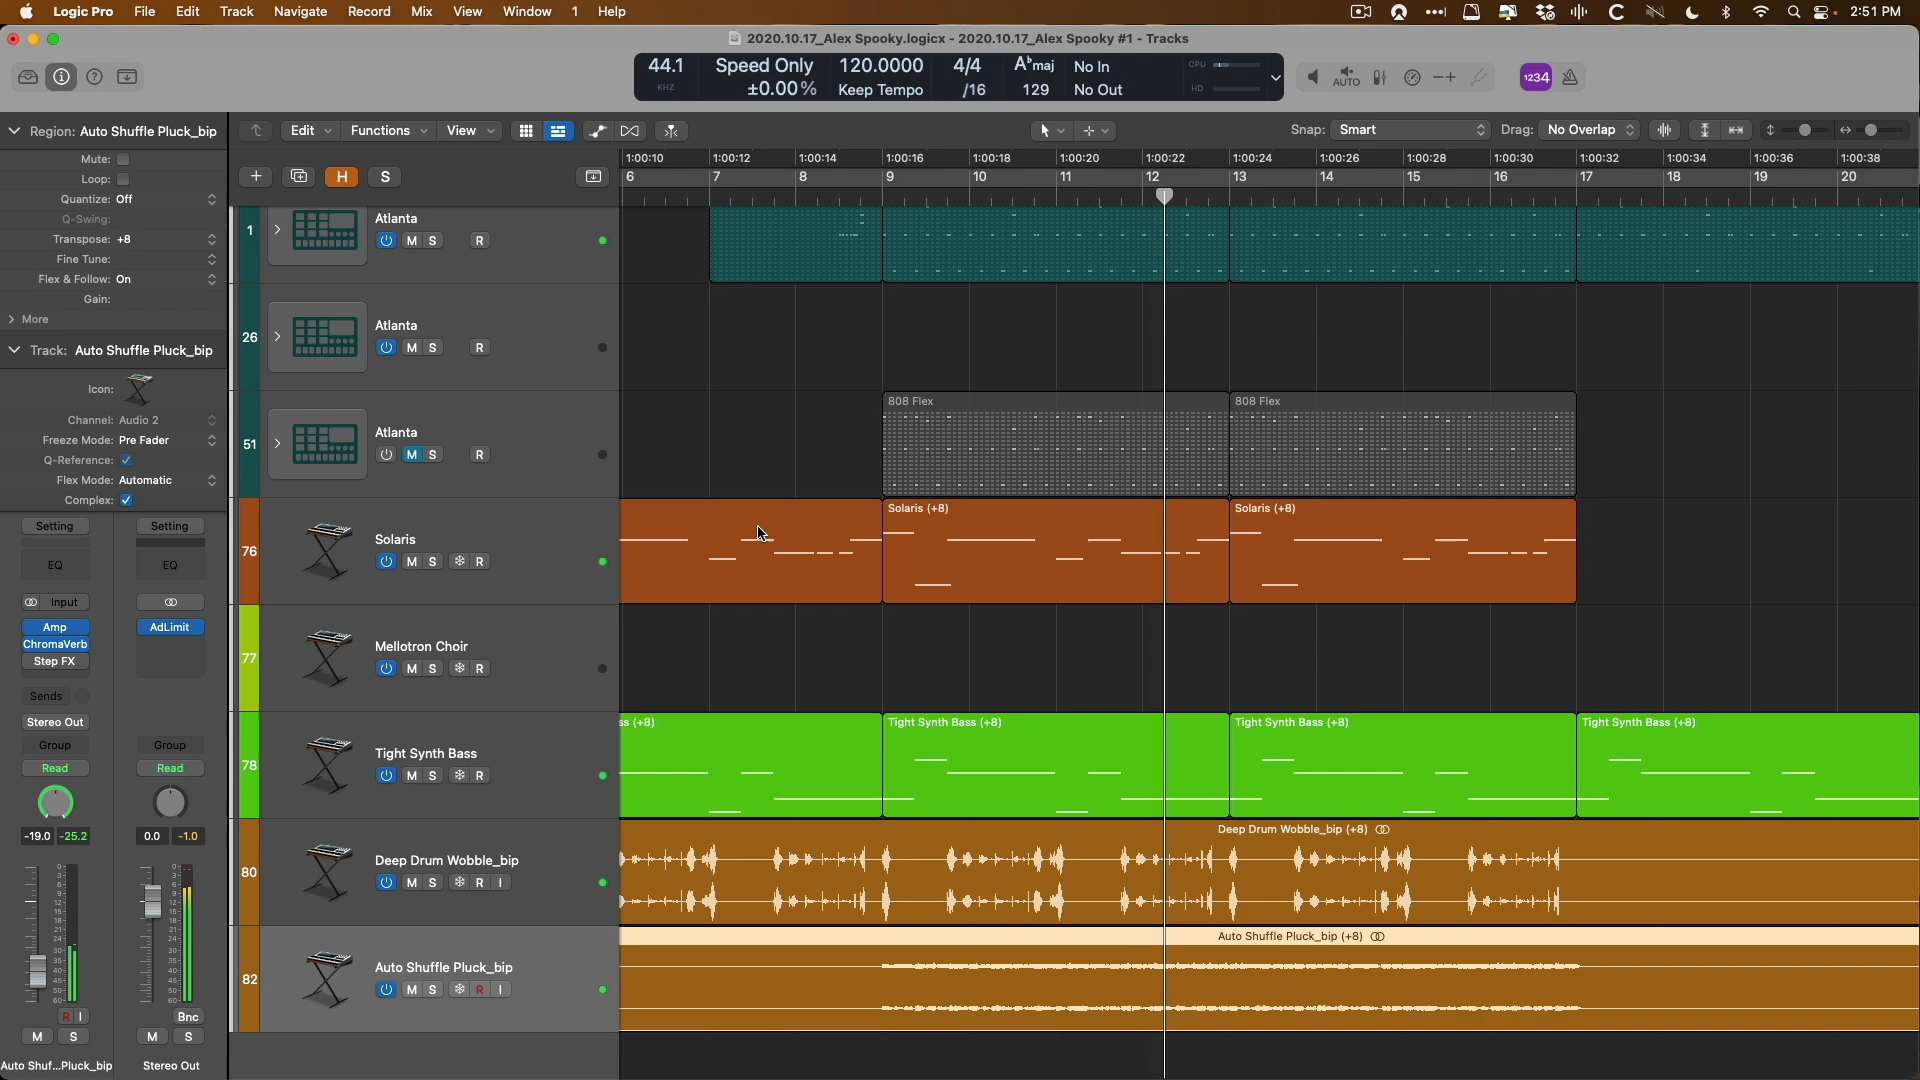 Logic Pro File Edit Track Navigate Record Mix View Window 1 Help 2:51 PM
2020.10.17_Alex Spooky.logicx - 2020.10.17_Alex Spooky #1 - Tracks
44.1 Speed Only 120.0000 4/4 A♭maj No In CPU
KHZ ±0.00% Keep Tempo /16 129 No Out HD
AUTO 1234
Region: Auto Shuffle Pluck_bip
Edit Functions View Snap: Smart Drag: No Overlap
Mute:
Loop:
Quantize: Off
Q-Swing:
Transpose: +8
Fine Tune:
Flex & Follow: On
Gain:
More
Track: Auto Shuffle Pluck_bip
Icon:
Channel: Audio 2
Freeze Mode: Pre Fader
Q-Reference:
Flex Mode: Automatic
Complex:
Setting Setting
EQ EQ
Input
Amp AdLimit
ChromaVerb
Step FX
Sends
Stereo Out
Group Group
Read Read
-19.0 -25.2 0.0 -1.0
R I Bnc
M S M S
Auto Shuf...Pluck_bip Stereo Out
H S
1:00:10 1:00:12 1:00:14 1:00:16 1:00:18 1:00:20 1:00:22 1:00:24 1:00:26 1:00:28 1:00:30 1:00:32 1:00:34 1:00:36 1:00:38
6 7 8 9 10 11 12 13 14 15 16 17 18 19 20
1 Atlanta
M S R
26 Atlanta
M S R
51 Atlanta
M S R
808 Flex 808 Flex
76 Solaris
M S R
Solaris (+8) Solaris (+8)
77 Mellotron Choir
M S R
78 Tight Synth Bass
M S R
ss (+8) Tight Synth Bass (+8) Tight Synth Bass (+8) Tight Synth Bass (+8)
80 Deep Drum Wobble_bip
M S R I
Deep Drum Wobble_bip (+8)
82 Auto Shuffle Pluck_bip
M S R I
Auto Shuffle Pluck_bip (+8)